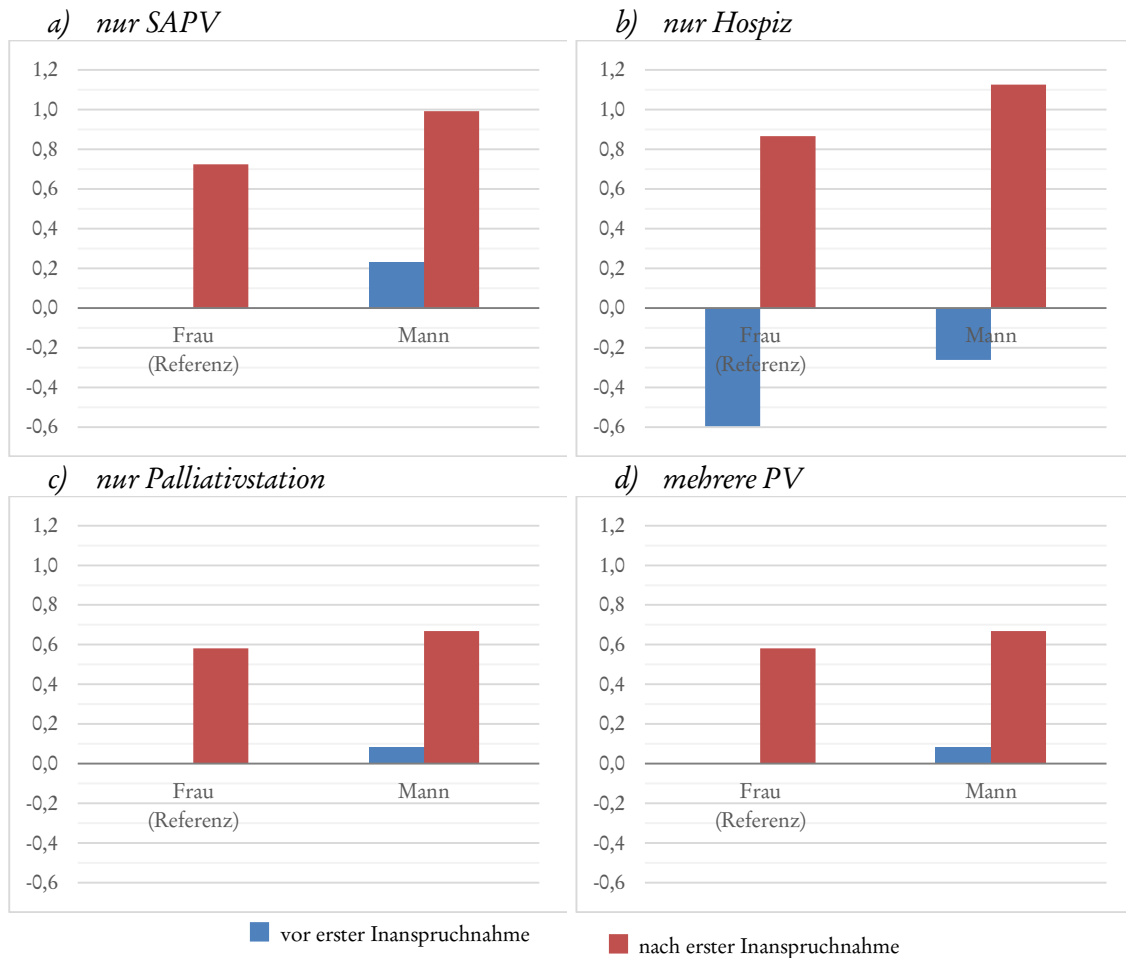 a) nur SAPV
1,2
1,0
0,8
0,6
0,4
0,2
0,0
-0,2
-0,4
-0,6
Frau
(Referenz)
Mann
b) nur Hospiz
1,2
1,0
0,8
0,6
0,4
0,2
0,0
-0,2
-0,4
-0,6
Frau
(Referenz)
Mann
c) nur Palliativstation
1,2
1,0
0,8
0,6
0,4
0,2
0,0
-0,2
-0,4
-0,6
Frau
(Referenz)
Mann
d) mehrere PV
1,2
1,0
0,8
0,6
0,4
0,2
0,0
-0,2
-0,4
-0,6
Frau
(Referenz)
Mann
vor erster Inanspruchnahme
nach erster Inanspruchnahme